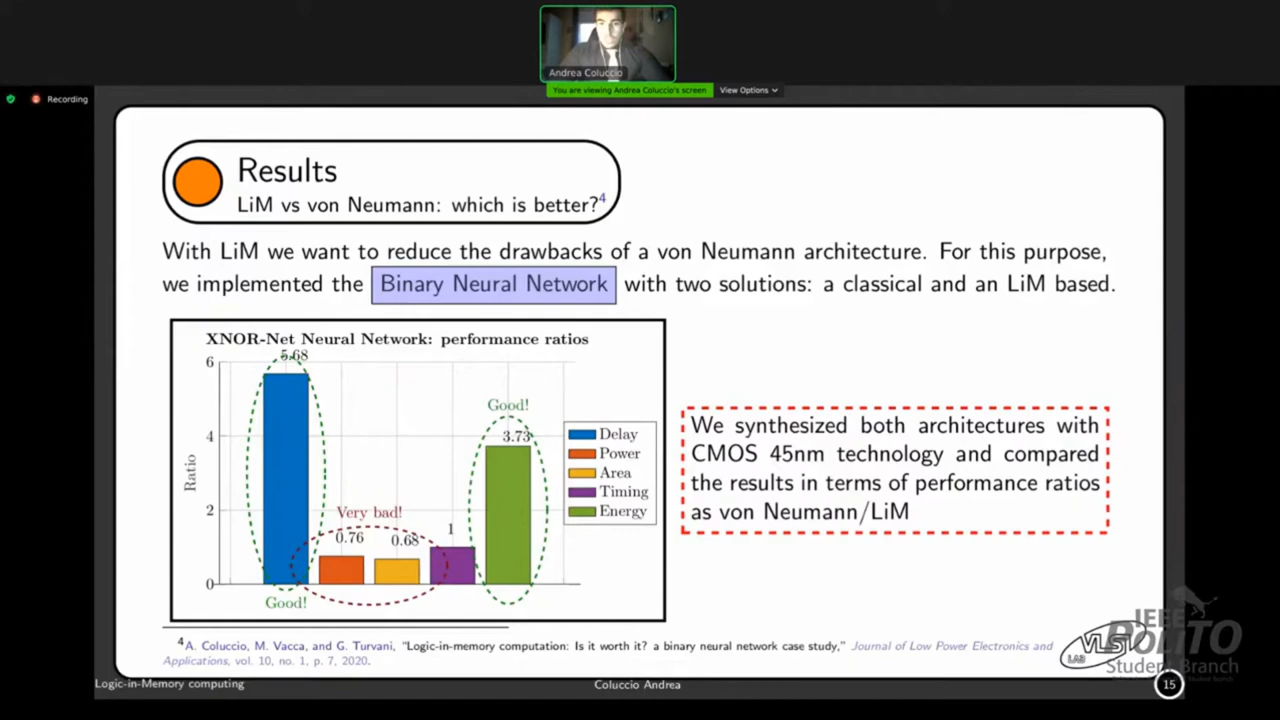 Andrea Coluccio
You are viewing Andrea Coluccio's screen
View Options
Recording
Results
LiM vs von Neumann: which is better?4
With LiM we want to reduce the drawbacks of a von Neumann architecture. For this purpose,
we implemented the Binary Neural Network with two solutions: a classical and an LiM based.
XNOR-Net Neural Network: performance ratios
5.68
6
4
2
0
Ratio
Good!
Very bad!
0.76
0.68
1
Good!
3.73
Delay
Power
Area
Timing
Energy
We synthesized both architectures with
CMOS 45nm technology and compared
the results in terms of performance ratios
as von Neumann/LiM
4A. Coluccio, M. Vacca, and G. Turvani, "Logic-in-memory computation: Is it worth it? a binary neural network case study," Journal of Low Power Electronics and
Applications, vol. 10, no. 1, p. 7, 2020.
VLSI
LAB
IEEE
POLITO
Student Branch
Logic-in-Memory computing
Coluccio Andrea
15